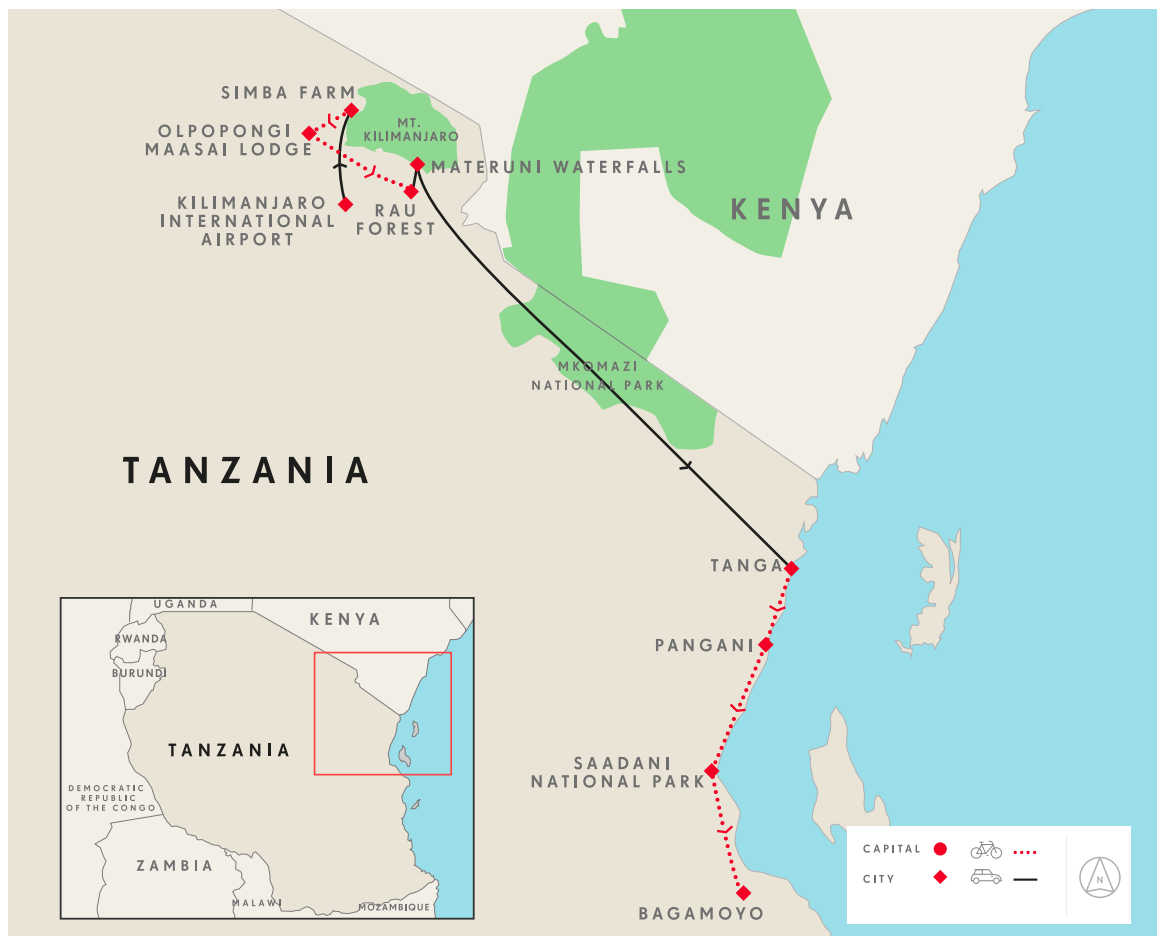 SIMBA FARM
OLPOPONGI
MAASAI LODGE
MT.
KILIMANJARO
MATERUNI WATERFALLS
KILIMANJARO
INTERNATIONAL
AIRPORT
RAU
FOREST
KENYA
MKOMAZI
NATIONAL PARK
TANZANIA
TANGA
PANGANI
SAADANI
NATIONAL PARK
BAGAMOYO
UGANDA
KENYA
RWANDA
BURUNDI
TANZANIA
DEMOCRATIC
REPUBLIC
OF THE CONGO
ZAMBIA
MALAWI
MOZAMBIQUE
CAPITAL
CITY
N